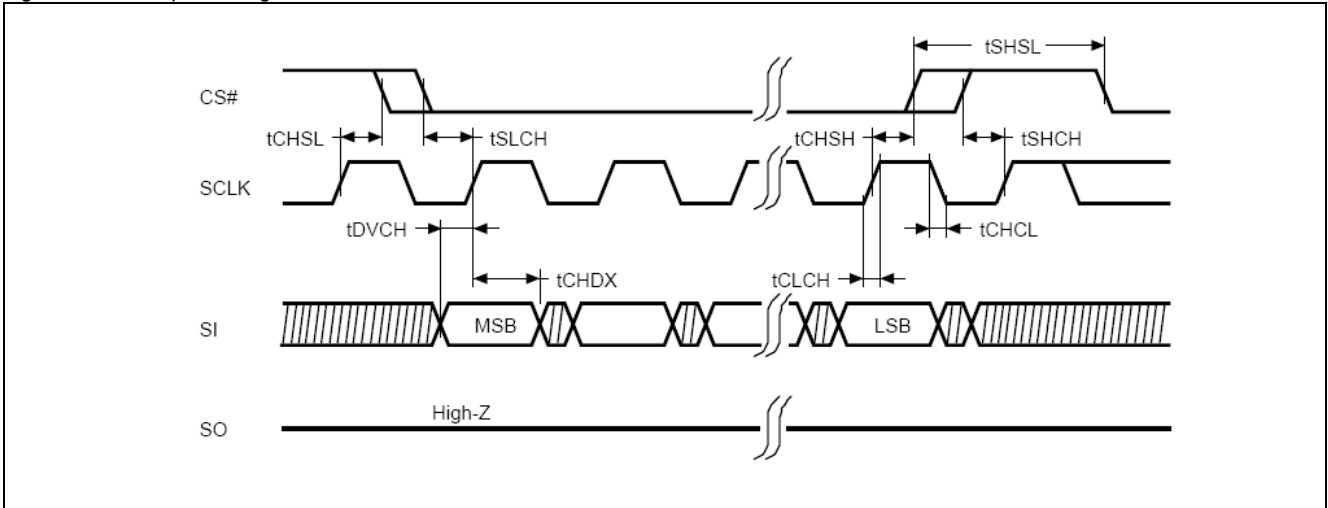 tSHSL
CS#
tCHSL
tSLCH
tCHSH
tSHCH
SCLK
tDVCH
tCHCL
tCHDX
tCLCH
SI
MSB
LSB
High-Z
SO